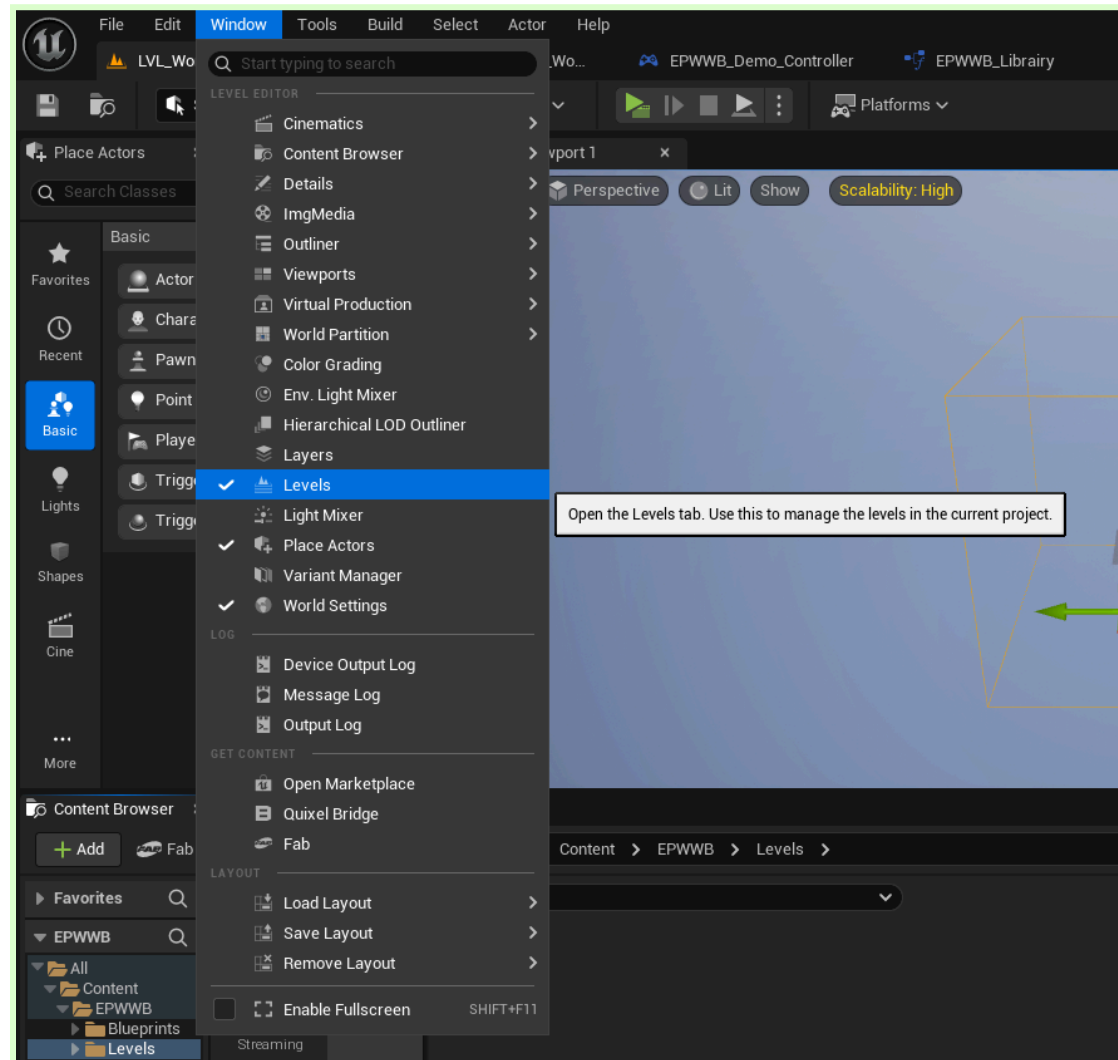 File Edit Window Tools Build Select Actor Help
LVL_Wo
.Wo...
EPWWB_Demo_Controller
EPWWB_Librairy
Start typing to search
Platforms
LEVEL EDITOR
Place Actors
Search Classes
vport 1
Perspective
Lit
Show
Scalability: High
Basic
Favorites
Actor
Chara
Recent
Pawn
Point
Basic
Playe
Trigg
Lights
Trigg
Shapes
Cine
More
Cinematics
Content Browser
Details
ImgMedia
Outliner
Viewports
Virtual Production
World Partition
Color Grading
Env. Light Mixer
Hierarchical LOD Outliner
Layers
Levels
Open the Levels tab. Use this to manage the levels in the current project.
Light Mixer
Place Actors
Variant Manager
World Settings
LOG
Device Output Log
Message Log
Output Log
GET CONTENT
Open Marketplace
Quixel Bridge
Fab
LAYOUT
Load Layout
Save Layout
Remove Layout
Enable Fullscreen SHIFT+F11
Content Browser
Add
Fab
Content > EPWWB > Levels >
Favorites
EPWWB
All
Content
EPWWB
Blueprints
Levels
Streaming